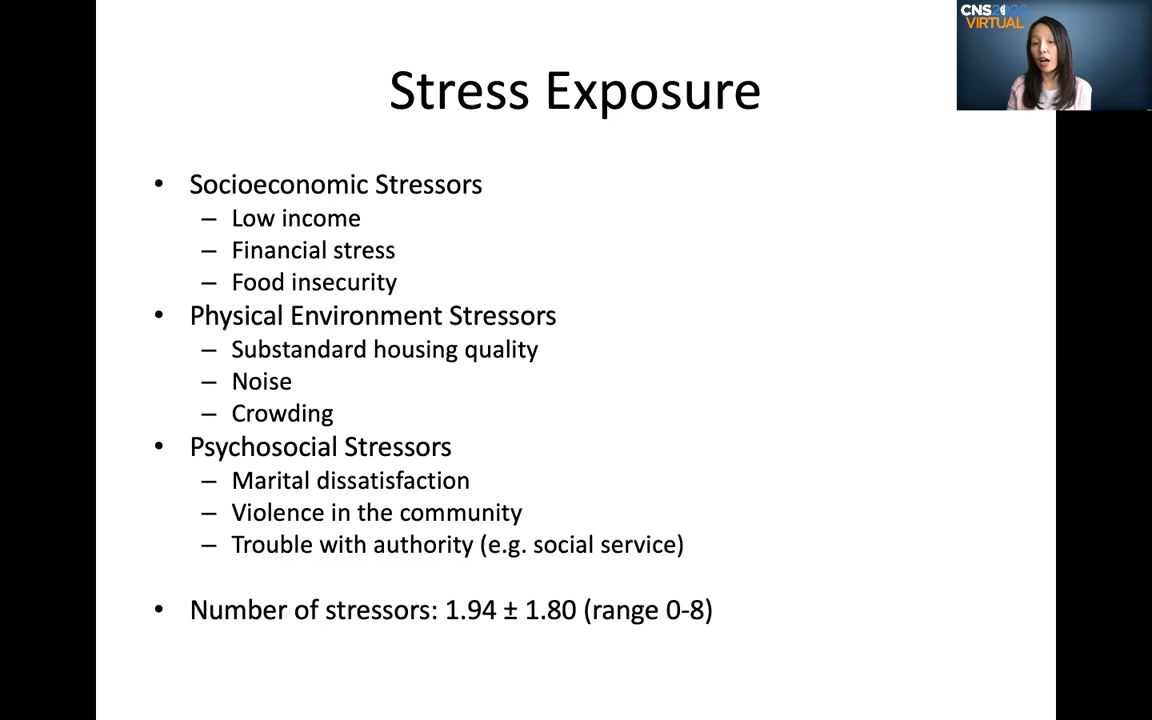 CNS2020
VIRTUAL
Stress Exposure
• Socioeconomic Stressors
– Low income
– Financial stress
– Food insecurity
• Physical Environment Stressors
– Substandard housing quality
– Noise
– Crowding
• Psychosocial Stressors
– Marital dissatisfaction
– Violence in the community
– Trouble with authority (e.g. social service)
• Number of stressors: 1.94 ± 1.80 (range 0-8)